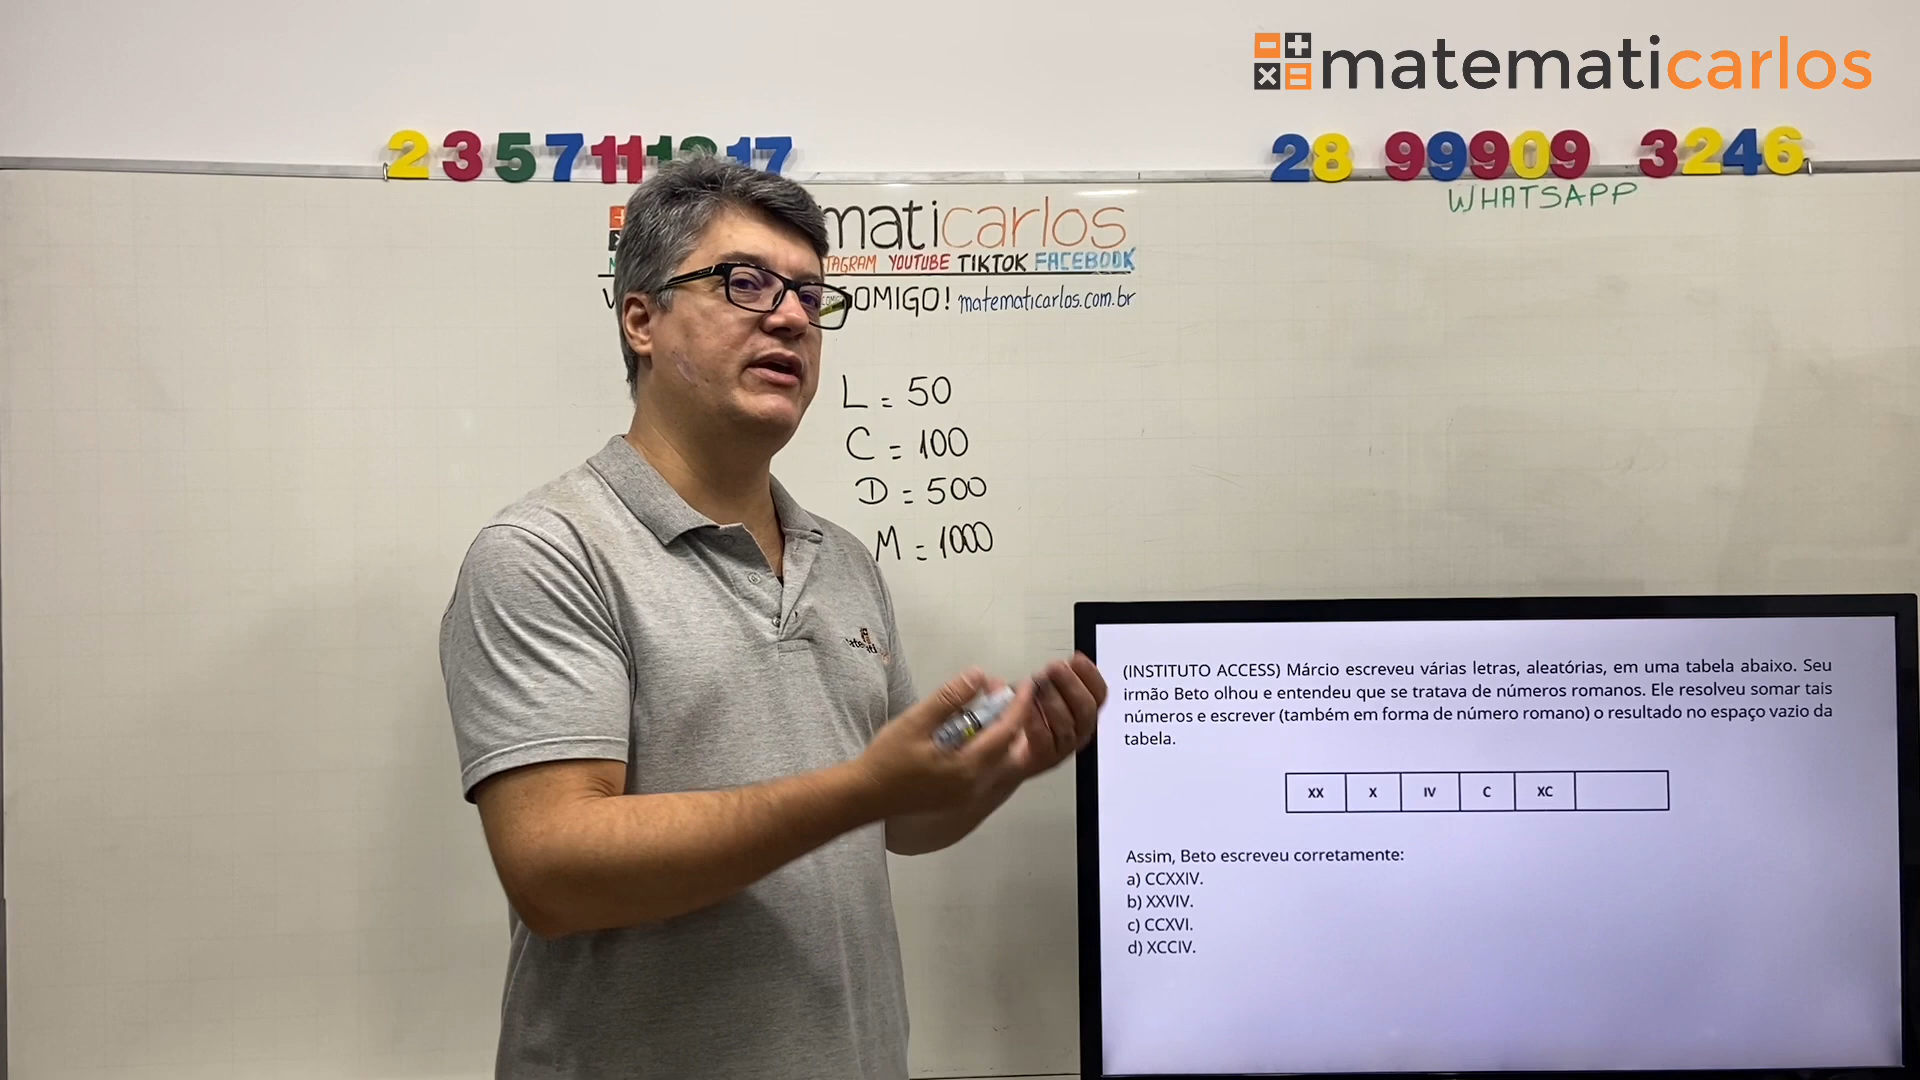 matematicarlos
2 3 5 7 11 13 17
28 99909 3246
WHATSAPP
maticarlos
YOUTUBE TIKTOK FACEBOOK
OMIGO! matematicarlos.com.br
L = 50
C = 100
D = 500
M = 1000
(INSTITUTO ACCESS) Márcio escreveu várias letras, aleatórias, em uma tabela abaixo. Seu
irmão Beto olhou e entendeu que se tratava de números romanos. Ele resolveu somar tais
números e escrever (também em forma de número romano) o resultado no espaço vazio da
tabela.
XX X IV C XC
Assim, Beto escreveu corretamente:
a) CCXXIV.
b) XXVIV.
c) CCXVI.
d) XCCIV.